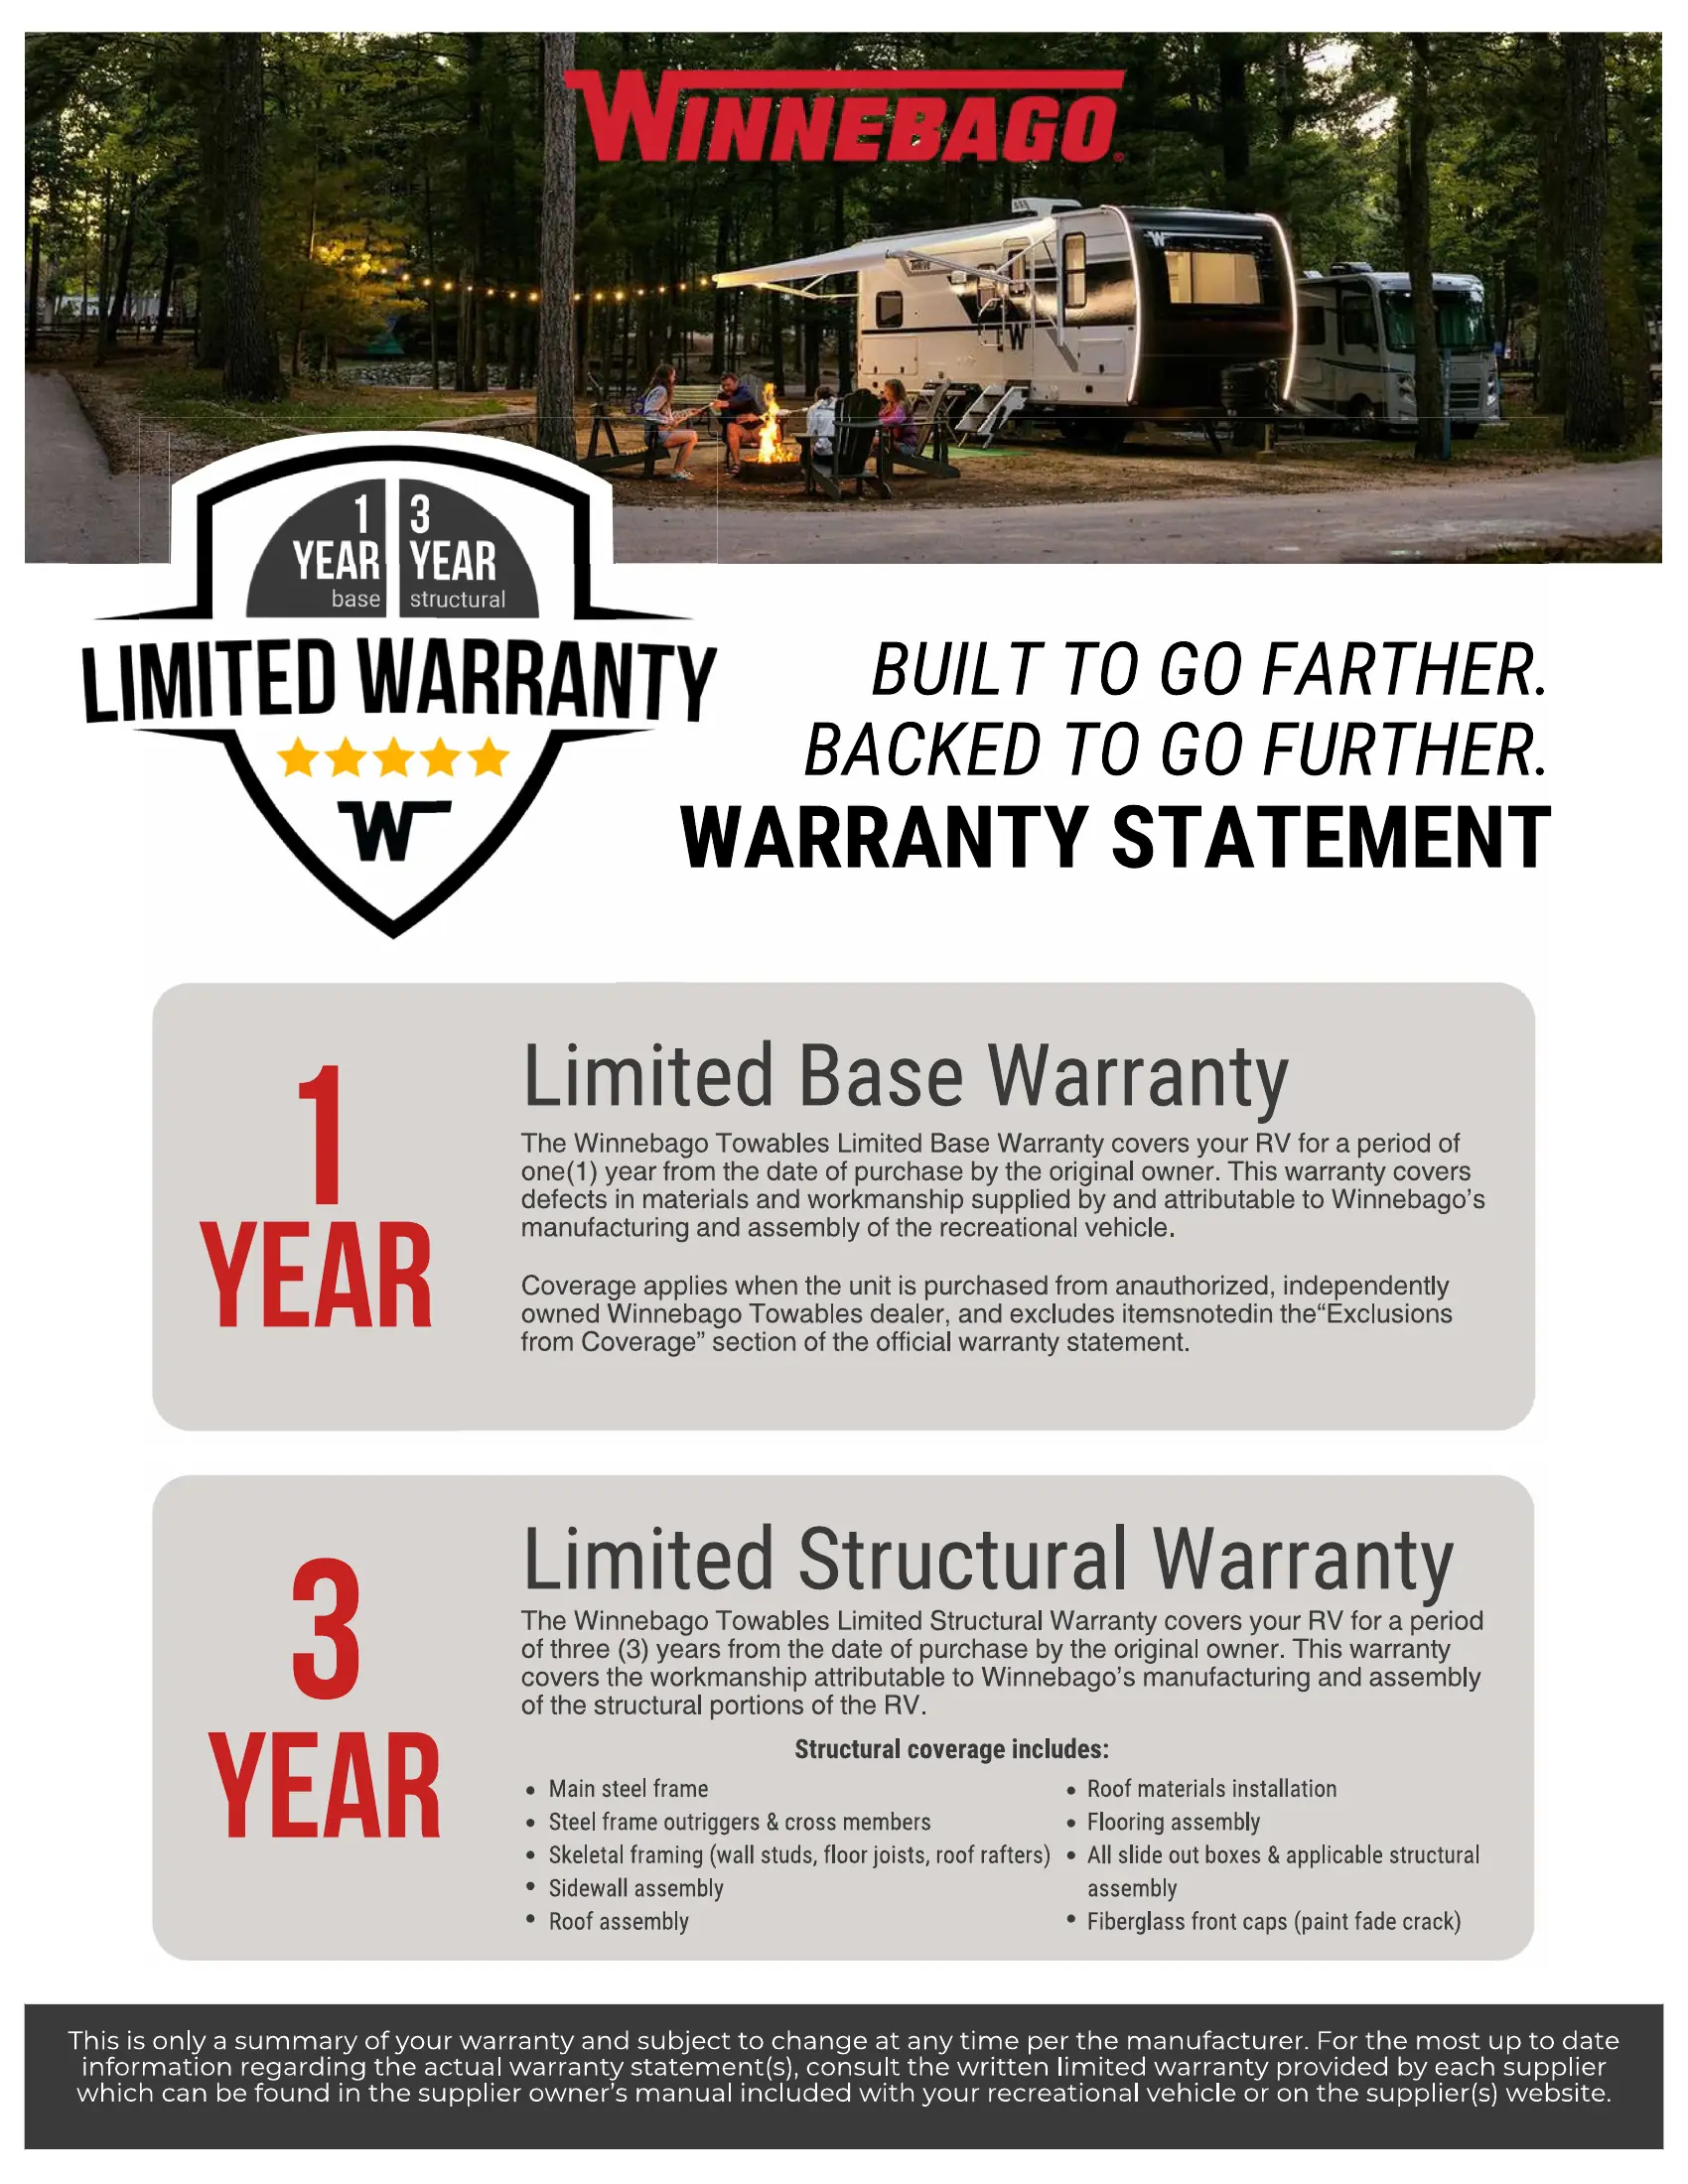 WINNEBAGO®
THRIVE
W
W
1 3
YEAR YEAR
base structural
LIMITED WARRANTY
W
BUILT TO GO FARTHER.
BACKED TO GO FURTHER.
WARRANTY STATEMENT
1
YEAR
Limited Base Warranty
The Winnebago Towables Limited Base Warranty covers your RV for a period of
one(1) year from the date of purchase by the original owner. This warranty covers
defects in materials and workmanship supplied by and attributable to Winnebago’s
manufacturing and assembly of the recreational vehicle.
Coverage applies when the unit is purchased from anauthorized, independently
owned Winnebago Towables dealer, and excludes itemsnotedin the“Exclusions
from Coverage” section of the official warranty statement.
3
YEAR
Limited Structural Warranty
The Winnebago Towables Limited Structural Warranty covers your RV for a period
of three (3) years from the date of purchase by the original owner. This warranty
covers the workmanship attributable to Winnebago’s manufacturing and assembly
of the structural portions of the RV.
Structural coverage includes:
• Main steel frame
• Steel frame outriggers & cross members
• Skeletal framing (wall studs, floor joists, roof rafters)
• Sidewall assembly
• Roof assembly
• Roof materials installation
• Flooring assembly
• All slide out boxes & applicable structural
assembly
• Fiberglass front caps (paint fade crack)
This is only a summary of your warranty and subject to change at any time per the manufacturer. For the most up to date
information regarding the actual warranty statement(s), consult the written limited warranty provided by each supplier
which can be found in the supplier owner’s manual included with your recreational vehicle or on the supplier(s) website.